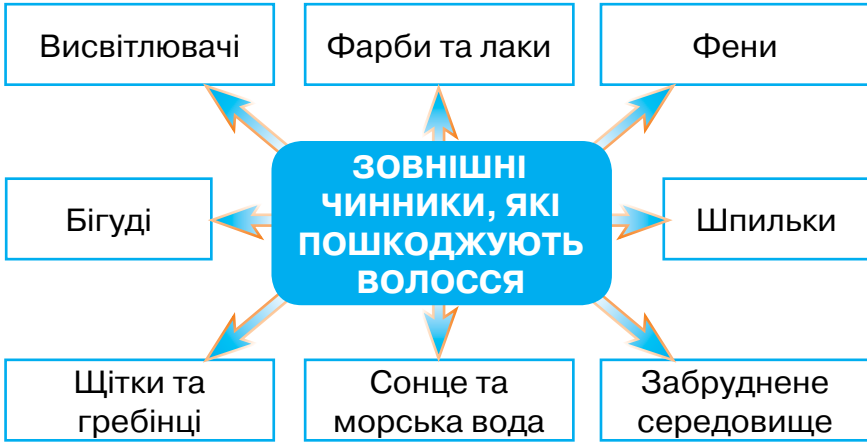 Висвітлювачі
Фарби та лаки
Фени
ЗОВНІШНІ
ЧИННИКИ, ЯКІ
ПОШКОДЖУЮТЬ
ВОЛОССЯ
Бігуді
Шпильки
Щітки та
гребінці
Сонце та
морська вода
Забруднене
середовище